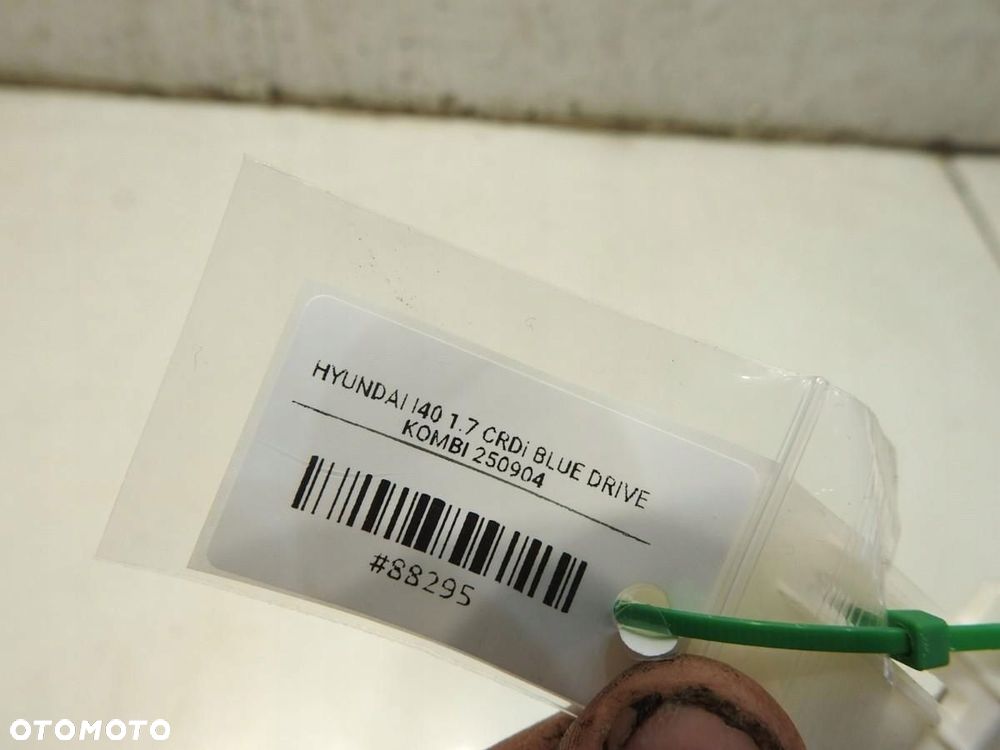 HYUNDAI I40 1.7 CRDi BLUE DRIVE
KOMBI 250904
#88295
OTOMOTO